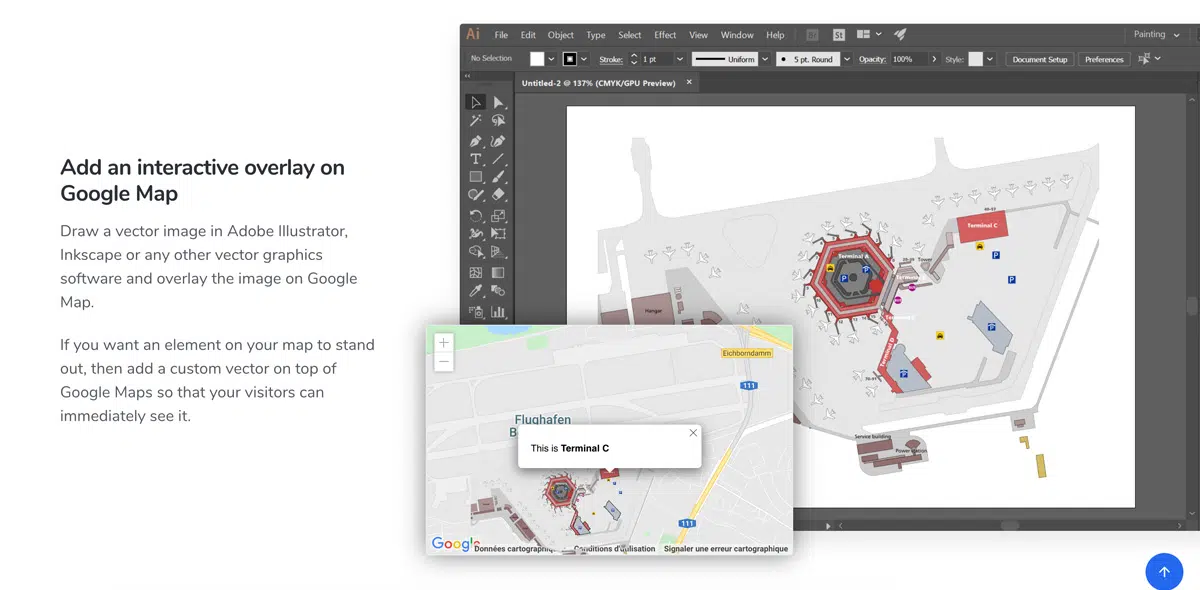 Add an interactive overlay on
Google Map
Draw a vector image in Adobe Illustrator,
Inkscape or any other vector graphics
software and overlay the image on Google
Map.
If you want an element on your map to stand
out, then add a custom vector on top of
Google Maps so that your visitors can
immediately see it.
Ai File Edit Object Type Select Effect View Window Help Br St Painting
No Selection Stroke: 1 pt Uniform 5 pt. Round Opacity: 100% Style: Document Setup Preferences
Untitled-2 @ 137% (CMYK/GPU Preview)
Terminal C
Terminal A
Tower
P
P
P
P
P
P
Hangar
Terminal D
Service building
Power station
Eichborndamm
111
Flughafen
B
This is Terminal C
111
Google
Données cartographiq
Conditions d'utilisation
Signaler une erreur cartographique